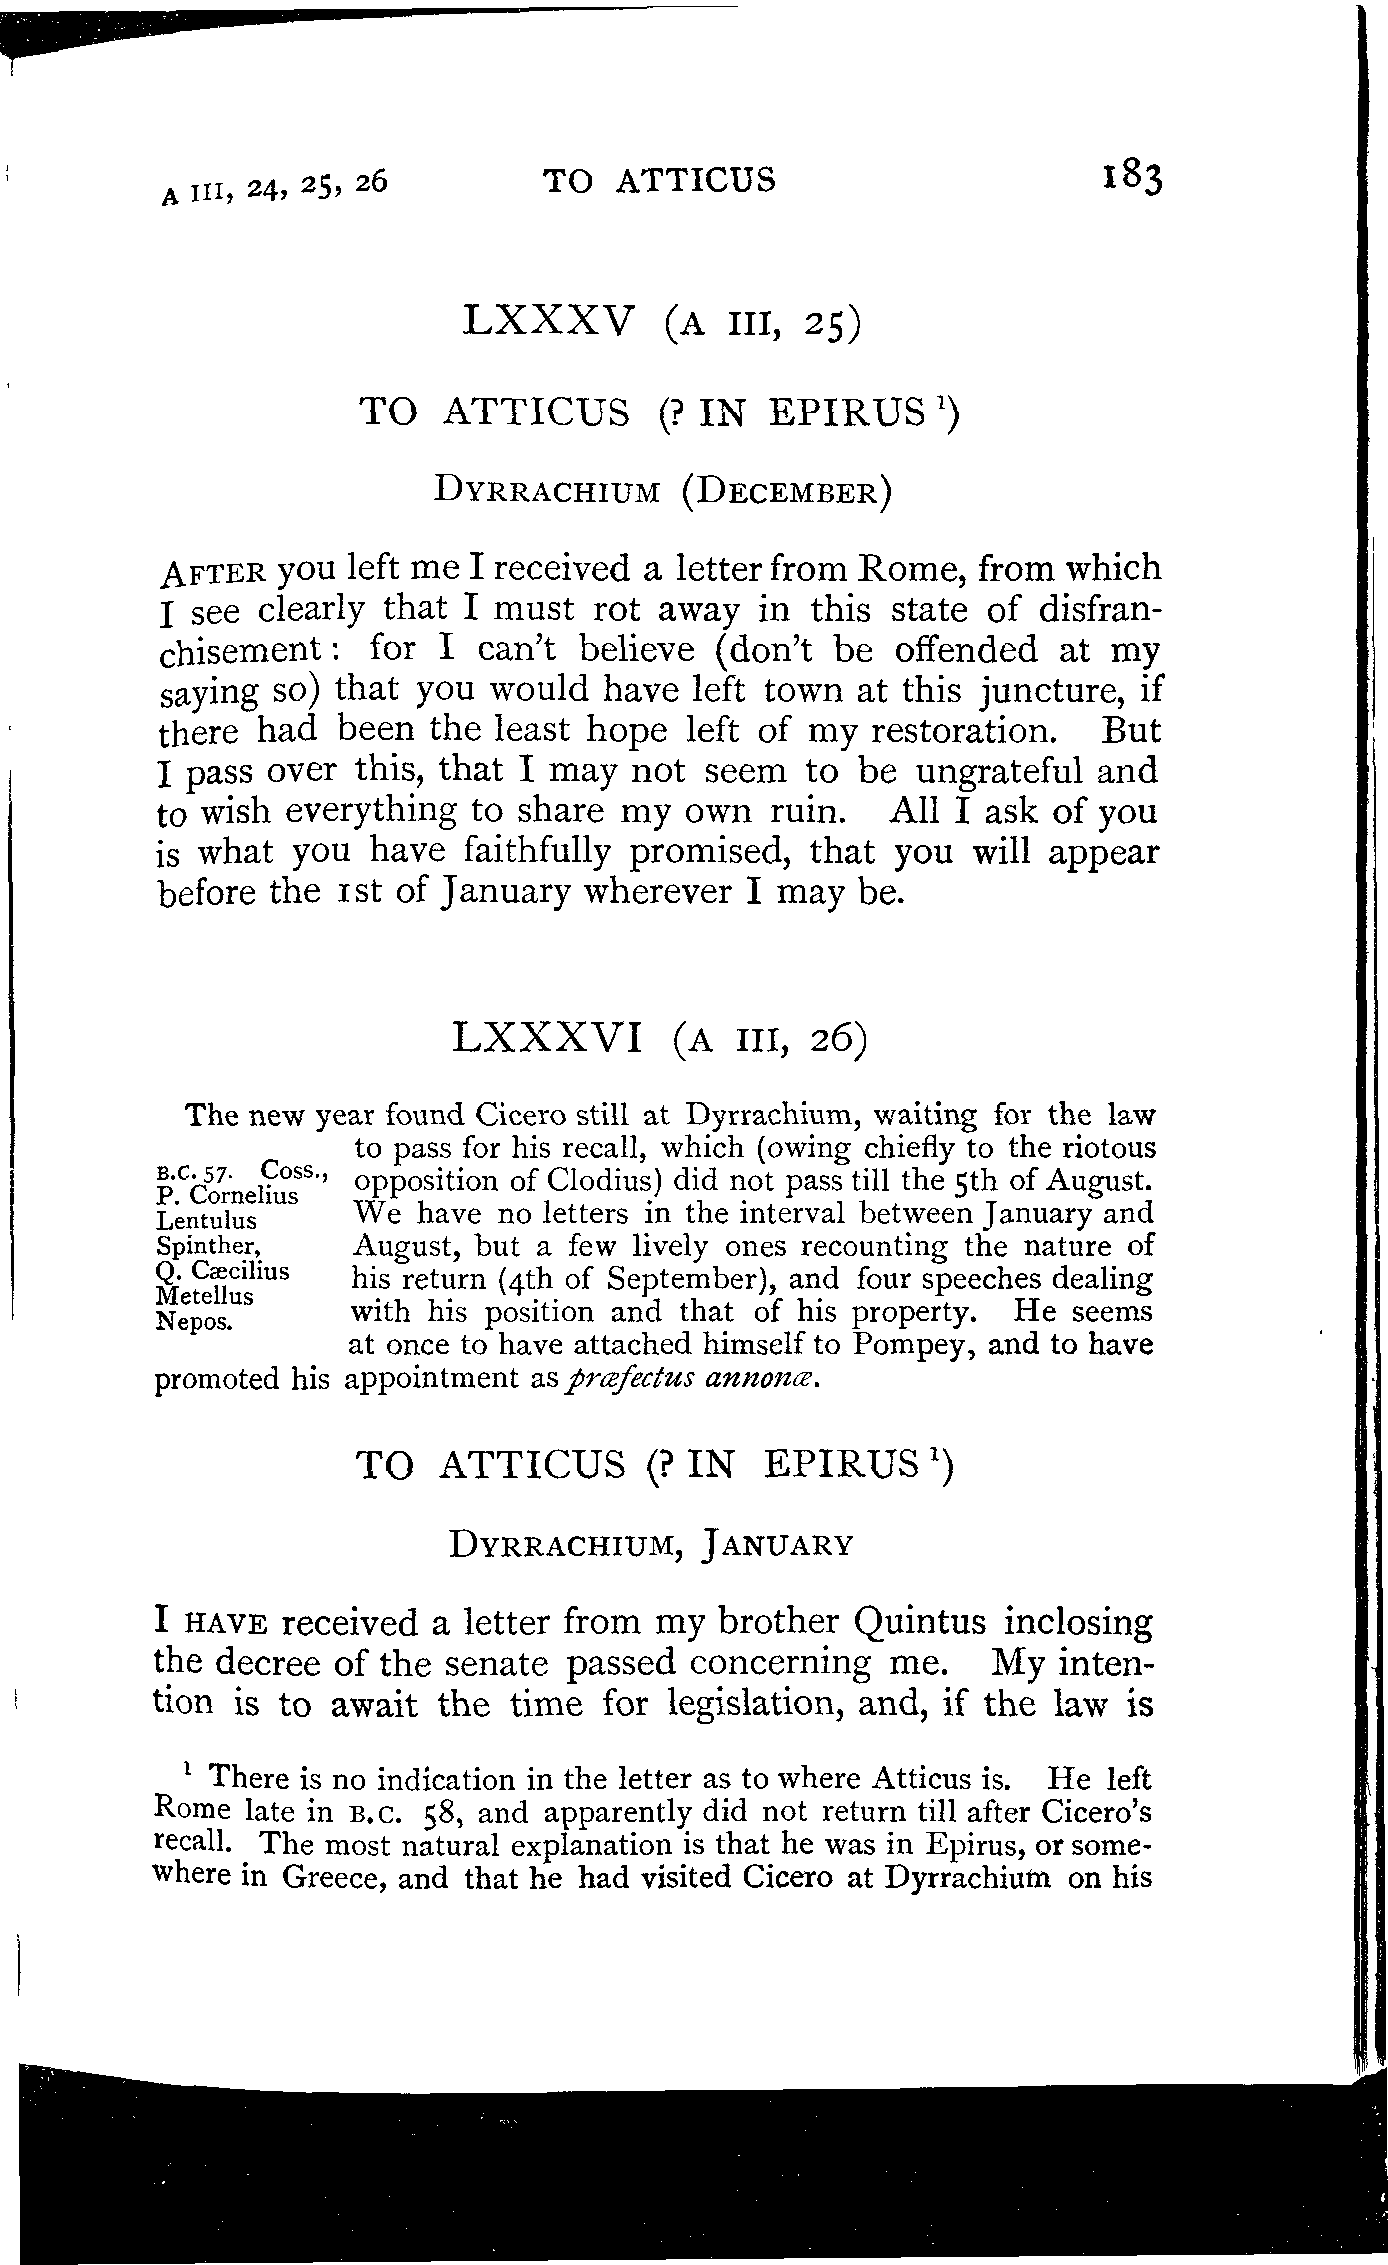 A III, 24, 25, 26 TO ATTICUS 183
LXXXV (A III, 25)
TO ATTICUS (? IN EPIRUS ¹)
DYRRACHIUM (DECEMBER)
AFTER you left me I received a letter from Rome, from which
I see clearly that I must rot away in this state of disfran-
chisement: for I can't believe (don't be offended at my
saying so) that you would have left town at this juncture, if
there had been the least hope left of my restoration. But
I pass over this, that I may not seem to be ungrateful and
to wish everything to share my own ruin. All I ask of you
is what you have faithfully promised, that you will appear
before the 1st of January wherever I may be.
LXXXVI (A III, 26)
The new year found Cicero still at Dyrrachium, waiting for the law
to pass for his recall, which (owing chiefly to the riotous
opposition of Clodius) did not pass till the 5th of August.
We have no letters in the interval between January and
August, but a few lively ones recounting the nature of
his return (4th of September), and four speeches dealing
with his position and that of his property. He seems
at once to have attached himself to Pompey, and to have
promoted his appointment as præfectus annonæ.
B.C. 57. Coss.,
P. Cornelius
Lentulus
Spinther,
Q. Cæcilius
Metellus
Nepos.
TO ATTICUS (? IN EPIRUS ¹)
DYRRACHIUM, JANUARY
I HAVE received a letter from my brother Quintus inclosing
the decree of the senate passed concerning me. My inten-
tion is to await the time for legislation, and, if the law is
¹ There is no indication in the letter as to where Atticus is. He left
Rome late in B.C. 58, and apparently did not return till after Cicero's
recall. The most natural explanation is that he was in Epirus, or some-
where in Greece, and that he had visited Cicero at Dyrrachium on his